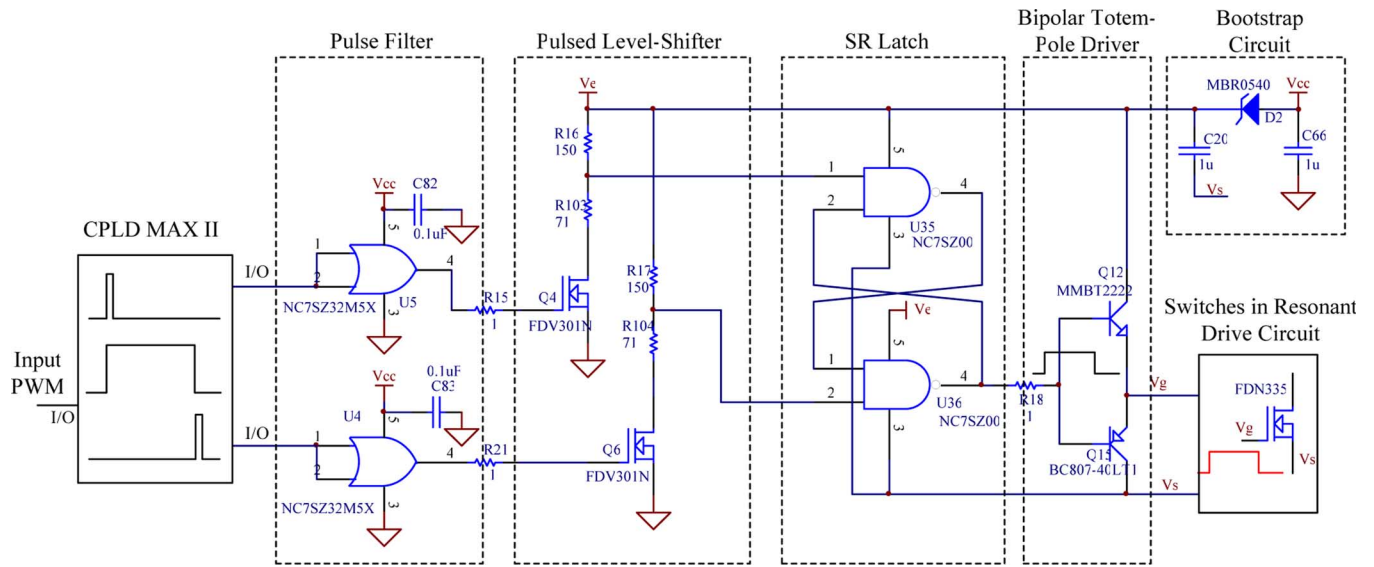 Pulse Filter
Pulsed Level-Shifter
SR Latch
Bipolar Totem-
Pole Driver
Bootstrap
Circuit
CPLD MAX II
Input
PWM
I/O
I/O
I/O
Vcc
C82
0.1uF
5
1
2
4
3
U5
NC7SZ32M5X
Vcc
0.1uF
C83
U4
5
1
2
4
3
NC7SZ32M5X
R15
1
R21
1
Ve
R16
150
R103
71
Q4
FDV301N
R17
150
R104
71
Q6
FDV301N
5
1
2
4
3
U35
NC7SZ00
Ve
5
1
2
4
3
U36
NC7SZ00
R18
1
Q12
MMBT2222
Q15
BC807-40LT1
Vg
Vs
MBR0540
D2
Vcc
C20
1u
Vs
C66
1u
Switches in Resonant
Drive Circuit
FDN335
Vg
Vs